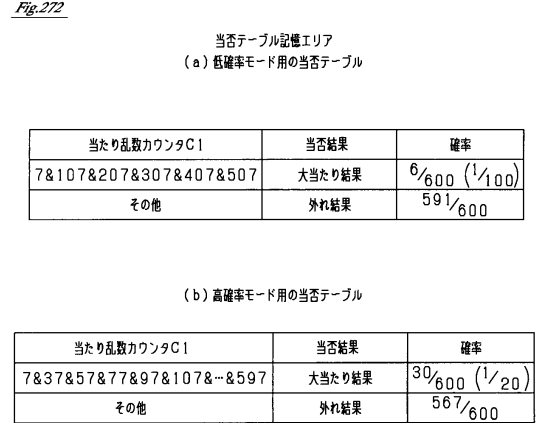 Fig.272
当否テーブル記憶エリア
(a)低確率モード用の当否テーブル
当たり乱数カウンタC1 当否結果 確率
7&107&207&307&407&507 大当たり結果 6/600 (1/100)
その他 外れ結果 591/600
(b)高確率モード用の当否テーブル
当たり乱数カウンタC1 当否結果 確率
7&37&57&77&97&107&…&597 大当たり結果 30/600 (1/20)
その他 外れ結果 567/600